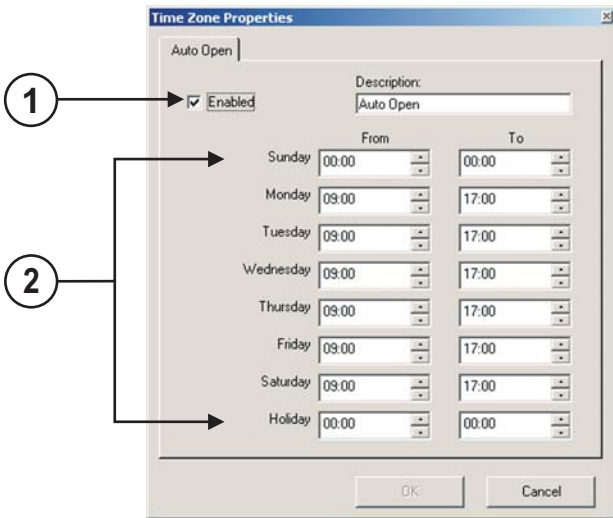 Time Zone Properties
Auto Open
1
Enabled
Description:
Auto Open
From To
Sunday 00:00 00:00
Monday 09:00 17:00
Tuesday 09:00 17:00
2
Wednesday 09:00 17:00
Thursday 09:00 17:00
Friday 09:00 17:00
Saturday 09:00 17:00
Holiday 00:00 00:00
OK Cancel